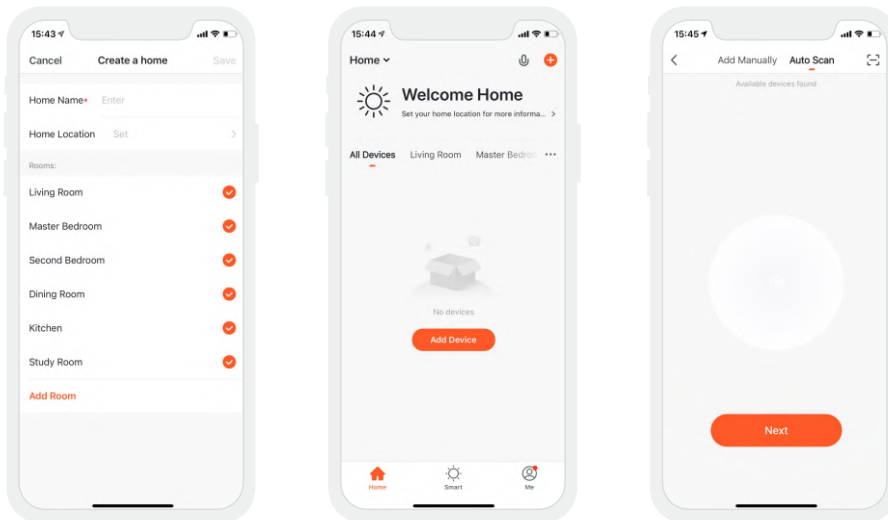 15:43
Cancel Create a home Save
Home Name* Enter
Home Location Set
Rooms:
Living Room
Master Bedroom
Second Bedroom
Dining Room
Kitchen
Study Room
Add Room
15:44
Home
Welcome Home
Set your home location for more informa...
All Devices Living Room Master Bedroo ...
No devices
Add Device
Home Smart Me
15:45
Add Manually Auto Scan
Available devices found
Next